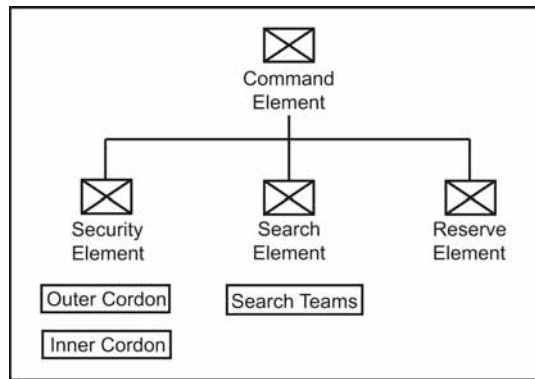 Command
Element
Security
Element
Search
Element
Reserve
Element
Outer Cordon
Search Teams
Inner Cordon